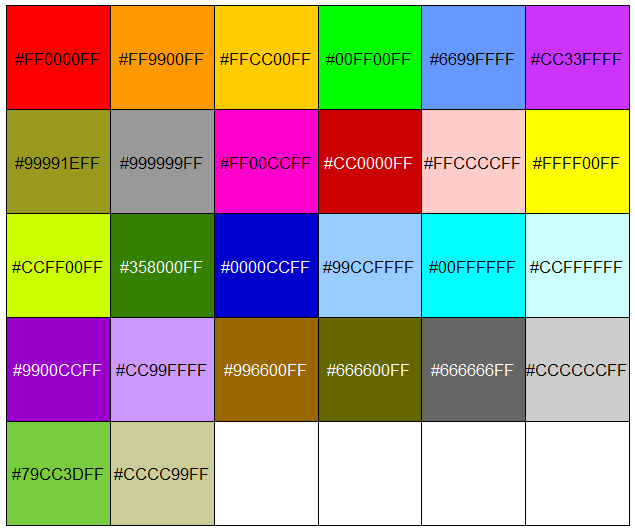 #FF0000FF #FF9900FF #FFCC00FF #00FF00FF #6699FFFF #CC33FFFF
#99991EFF #999999FF #FF00CCFF #CC0000FF #FFCCCCFF #FFFF00FF
#CCFF00FF #358000FF #0000CCFF #99CCFFFF #00FFFFFF #CCFFFFFF
#9900CCFF #CC99FFFF #996600FF #666600FF #666666FF #CCCCCCFF
#79CC3DFF #CCCC99FF